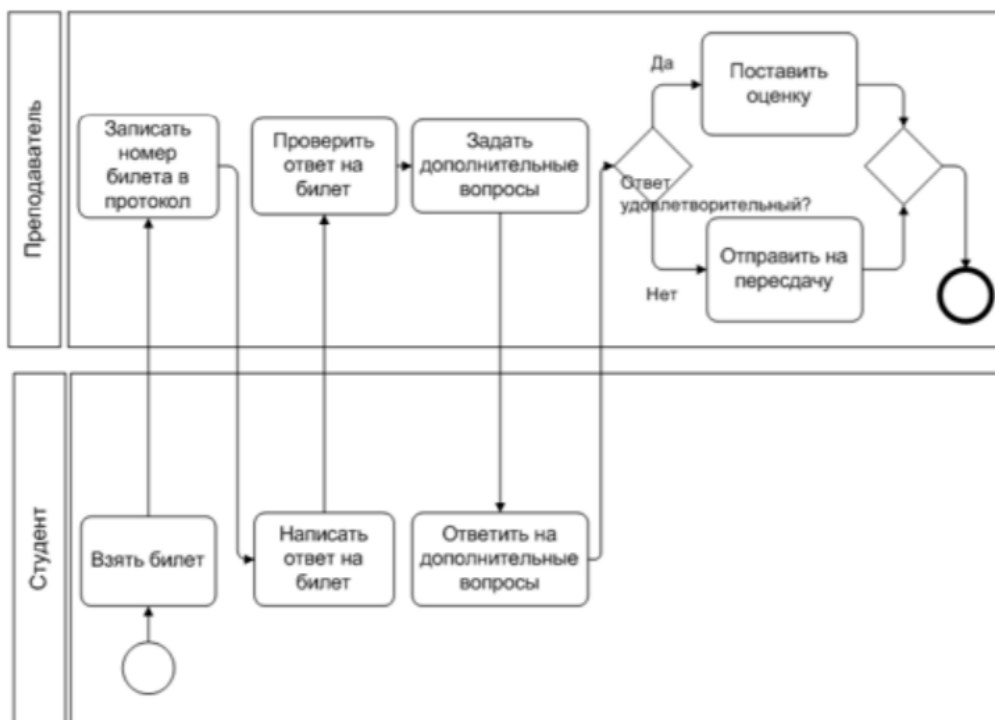 Преподаватель
Записать
номер
билета в
протокол
Проверить
ответ на
билет
Задать
дополнительные
вопросы
Да
Поставить
оценку
Ответ
удовлетворительный?
Нет
Отправить на
пересдачу
Студент
Взять билет
Написать
ответ на
билет
Ответить на
дополнительные
вопросы